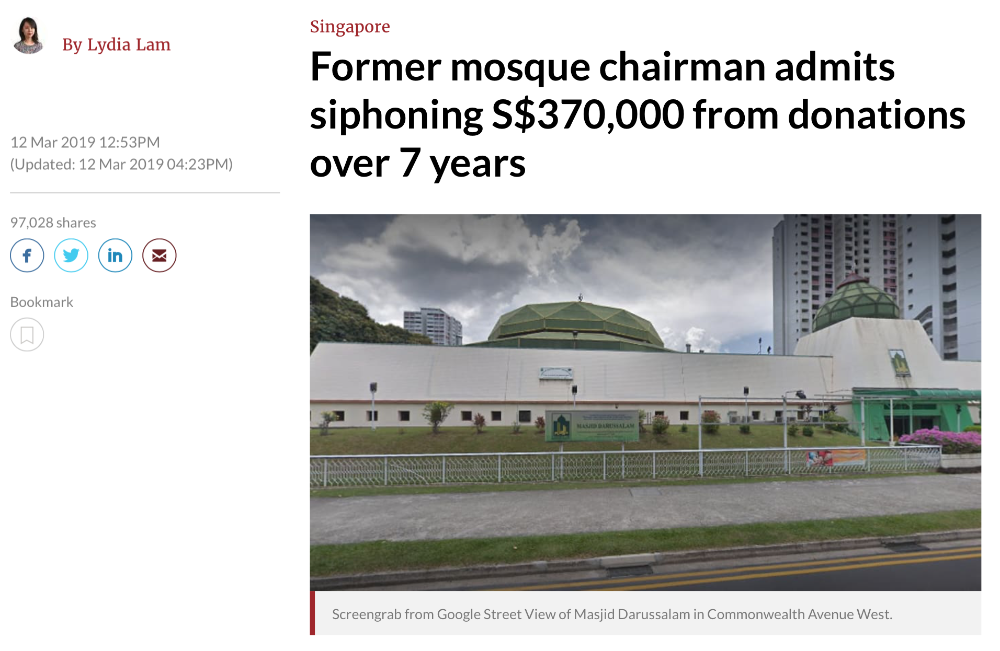 By Lydia Lam
12 Mar 2019 12:53PM
(Updated: 12 Mar 2019 04:23PM)
97,028 shares
Bookmark
Singapore
Former mosque chairman admits
siphoning S$370,000 from donations
over 7 years
MASJID DARUSSALAM
Screengrab from Google Street View of Masjid Darussalam in Commonwealth Avenue West.